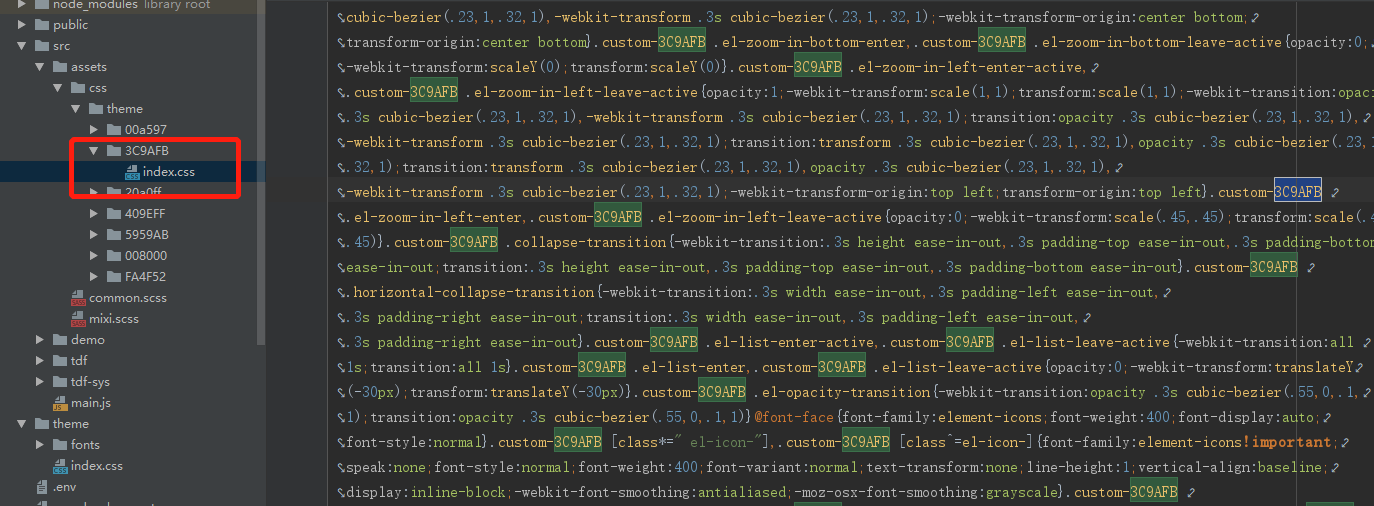 node_modules library root
public
src
assets
css
theme
00a597
3C9AFB
index.css
20a0ff
409EFF
5959AB
008000
FA4F52
common.scss
mixi.scss
demo
tdf
tdf-sys
main.js
theme
fonts
index.css
.env
cubic-bezier(.23,1,.32,1),-webkit-transform .3s cubic-bezier(.23,1,.32,1);-webkit-transform-origin:center bottom;
transform-origin:center bottom}.custom-3C9AFB .el-zoom-in-bottom-enter,.custom-3C9AFB .el-zoom-in-bottom-leave-active{opacity:0;
-webkit-transform:scaleY(0);transform:scaleY(0)}.custom-3C9AFB .el-zoom-in-left-enter-active,
.custom-3C9AFB .el-zoom-in-left-leave-active{opacity:1;-webkit-transform:scale(1,1);transform:scale(1,1);-webkit-transition:opac
.3s cubic-bezier(.23,1,.32,1),-webkit-transform .3s cubic-bezier(.23,1,.32,1);transition:opacity .3s cubic-bezier(.23,1,.32,1),
-webkit-transform .3s cubic-bezier(.23,1,.32,1);transition:transform .3s cubic-bezier(.23,1,.32,1),opacity .3s cubic-bezier(.23,1,
.32,1);transition:transform .3s cubic-bezier(.23,1,.32,1),opacity .3s cubic-bezier(.23,1,.32,1),
-webkit-transform .3s cubic-bezier(.23,1,.32,1);-webkit-transform-origin:top left;transform-origin:top left}.custom-3C9AFB
.el-zoom-in-left-enter,.custom-3C9AFB .el-zoom-in-left-leave-active{opacity:0;-webkit-transform:scale(.45,.45);transform:scale(.4
.45)}.custom-3C9AFB .collapse-transition{-webkit-transition:.3s height ease-in-out,.3s padding-top ease-in-out,.3s padding-bottom
ease-in-out;transition:.3s height ease-in-out,.3s padding-top ease-in-out,.3s padding-bottom ease-in-out}.custom-3C9AFB
.horizontal-collapse-transition{-webkit-transition:.3s width ease-in-out,.3s padding-left ease-in-out,
.3s padding-right ease-in-out;transition:.3s width ease-in-out,.3s padding-left ease-in-out,
.3s padding-right ease-in-out}.custom-3C9AFB .el-list-enter-active,.custom-3C9AFB .el-list-leave-active{-webkit-transition:all
1s;transition:all 1s}.custom-3C9AFB .el-list-enter,.custom-3C9AFB .el-list-leave-active{opacity:0;-webkit-transform:translateY
(-30px);transform:translateY(-30px)}.custom-3C9AFB .el-opacity-transition{-webkit-transition:opacity .3s cubic-bezier(.55,0,.1,
1);transition:opacity .3s cubic-bezier(.55,0,.1,1)}@font-face{font-family:element-icons;font-weight:400;font-display:auto;
font-style:normal}.custom-3C9AFB [class*=" el-icon-"],.custom-3C9AFB [class^=el-icon-]{font-family:element-icons!important;
speak:none;font-style:normal;font-weight:400;font-variant:normal;text-transform:none;line-height:1;vertical-align:baseline;
display:inline-block;-webkit-font-smoothing:antialiased;-moz-osx-font-smoothing:grayscale}.custom-3C9AFB